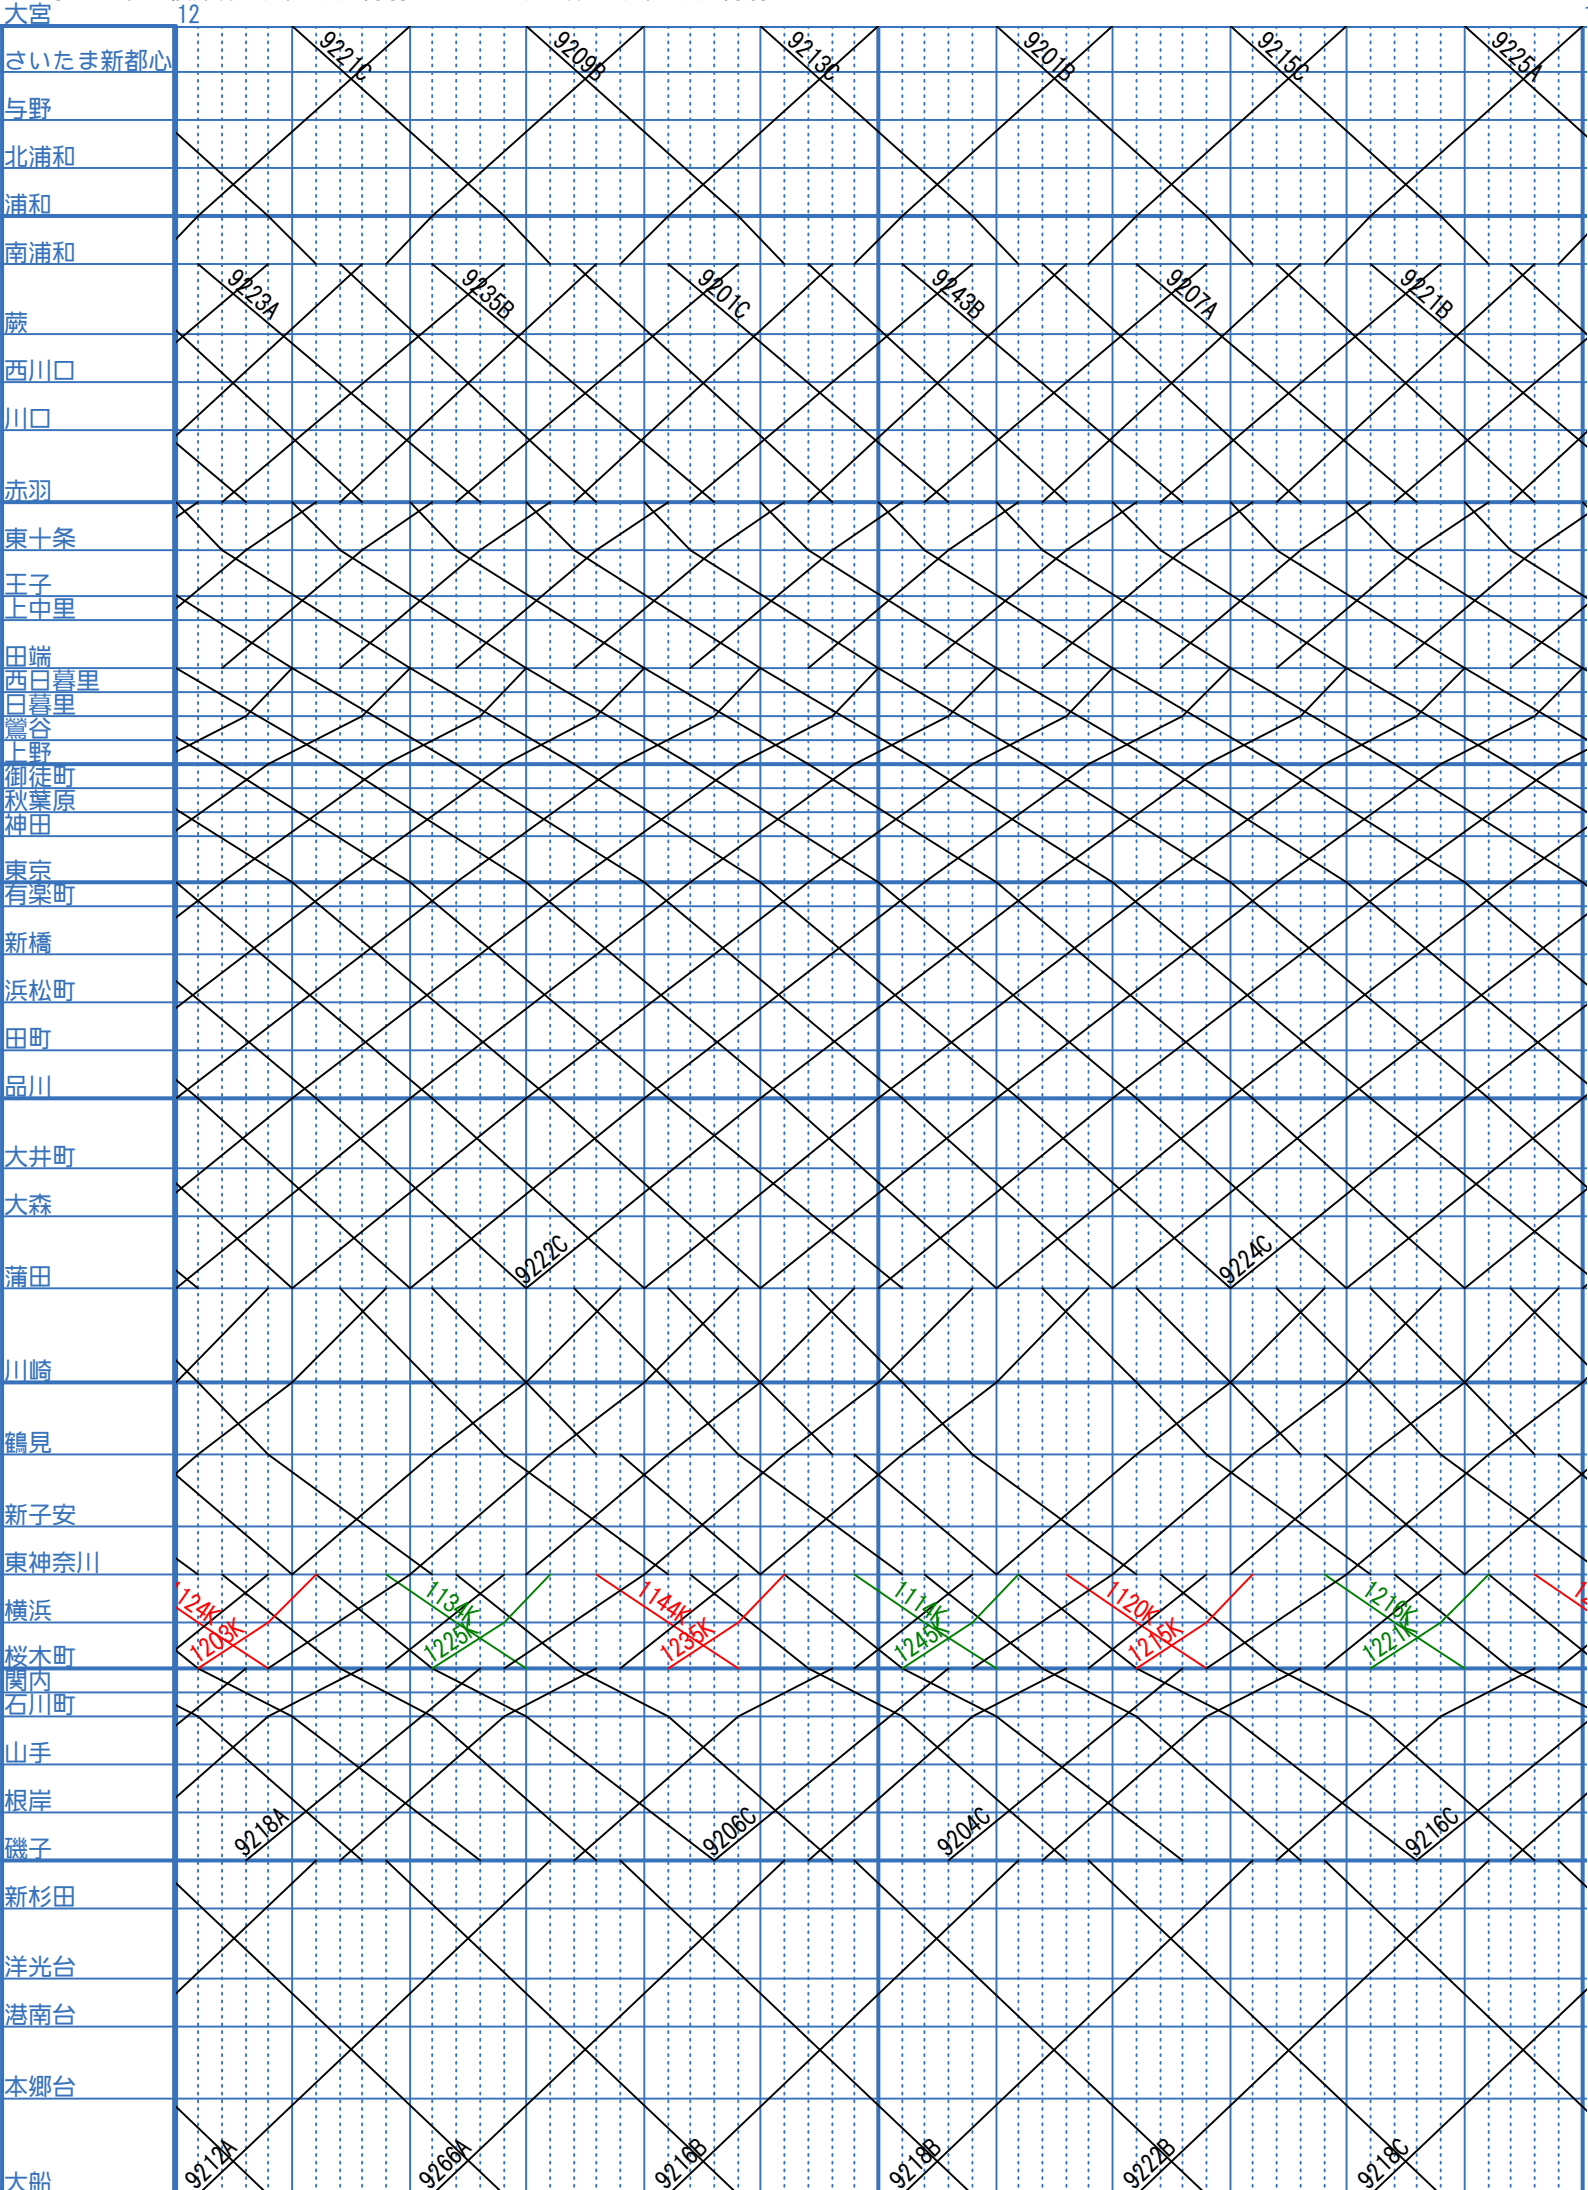 大宮 12
さいたま新都心 9221C 9209B 9213C 9201B 9215C 9225A
与野
北浦和
浦和
南浦和
9223A 9235B 9201C 9243B 9207A 9221B
蕨
西川口
川口
赤羽
東十条
王子
上中里
田端
西日暮里
日暮里
鶯谷
上野
御徒町
秋葉原
神田
東京
有楽町
新橋
浜松町
田町
品川
大井町
大森
蒲田 9222C 9224C
川崎
鶴見
新子安
東神奈川
横浜 1124K 1134K 1144K 1114K 1120K 1216K
桜木町 1203K 1225K 1235K 1245K 1215K 1221K
関内
石川町
山手
根岸
磯子 9218A 9206C 9204C 9216C
新杉田
洋光台
港南台
本郷台
大船 9212A 9266A 9216B 9218B 9222B 9218C